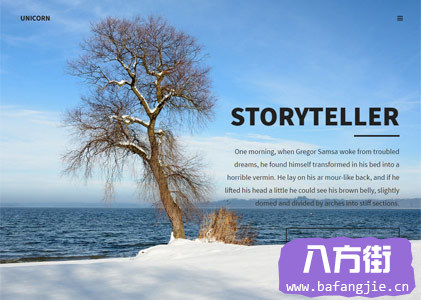 UNICORN
STORYTELLER
One morning, when Gregor Samsa woke from troubled
dreams, he found himself transformed in his bed into a
horrible vermin. He lay on his ar mour-like back, and if he
lifted his head a little he could see his brown belly, slightly
domed and divided by arches into stiff sections.
八方街
www.bafangjie.cn